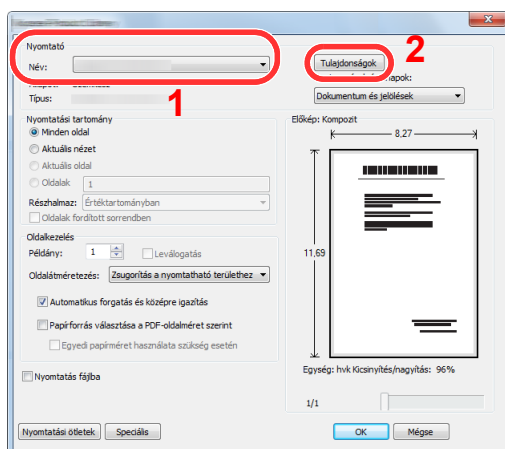 Nyomtató
2
Név:
Tulajdonságok
Típus:
1
Dokumentum és jelölések
Nyomtatási tartomány
Minden oldal
Aktuális nézet
Aktuális oldal
Oldalak 1
Részhalmaz: Értéktartományban
Oldalak fordított sorrendben
Oldalkezelés
Példány: 1 Leválogatás
Oldalátméretezés: Zsugorítás a nyomtatható területhez
Automatikus forgatás és középre igazítás
Papírforrás választása a PDF-oldalméret szerint
Egyedi papírméret használata szükség esetén
Nyomtatás fájlba
Előkép: Kompozit
8,27
11,69
Egység: hvk Kicsinyítés/nagyítás: 96%
1/1
Nyomtatási ötletek Speciális OK Mégse